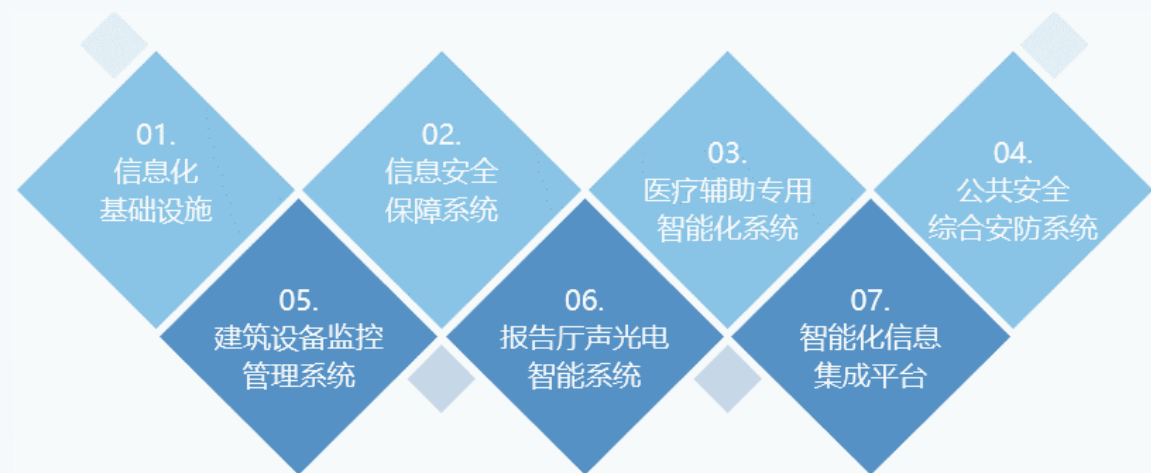 01.
信息化
基础设施
02.
信息安全
保障系统
03.
医疗辅助专用
智能化系统
04.
公共安全
综合安防系统
05.
建筑设备监控
管理系统
06.
报告厅声光电
智能系统
07.
智能化信息
集成平台